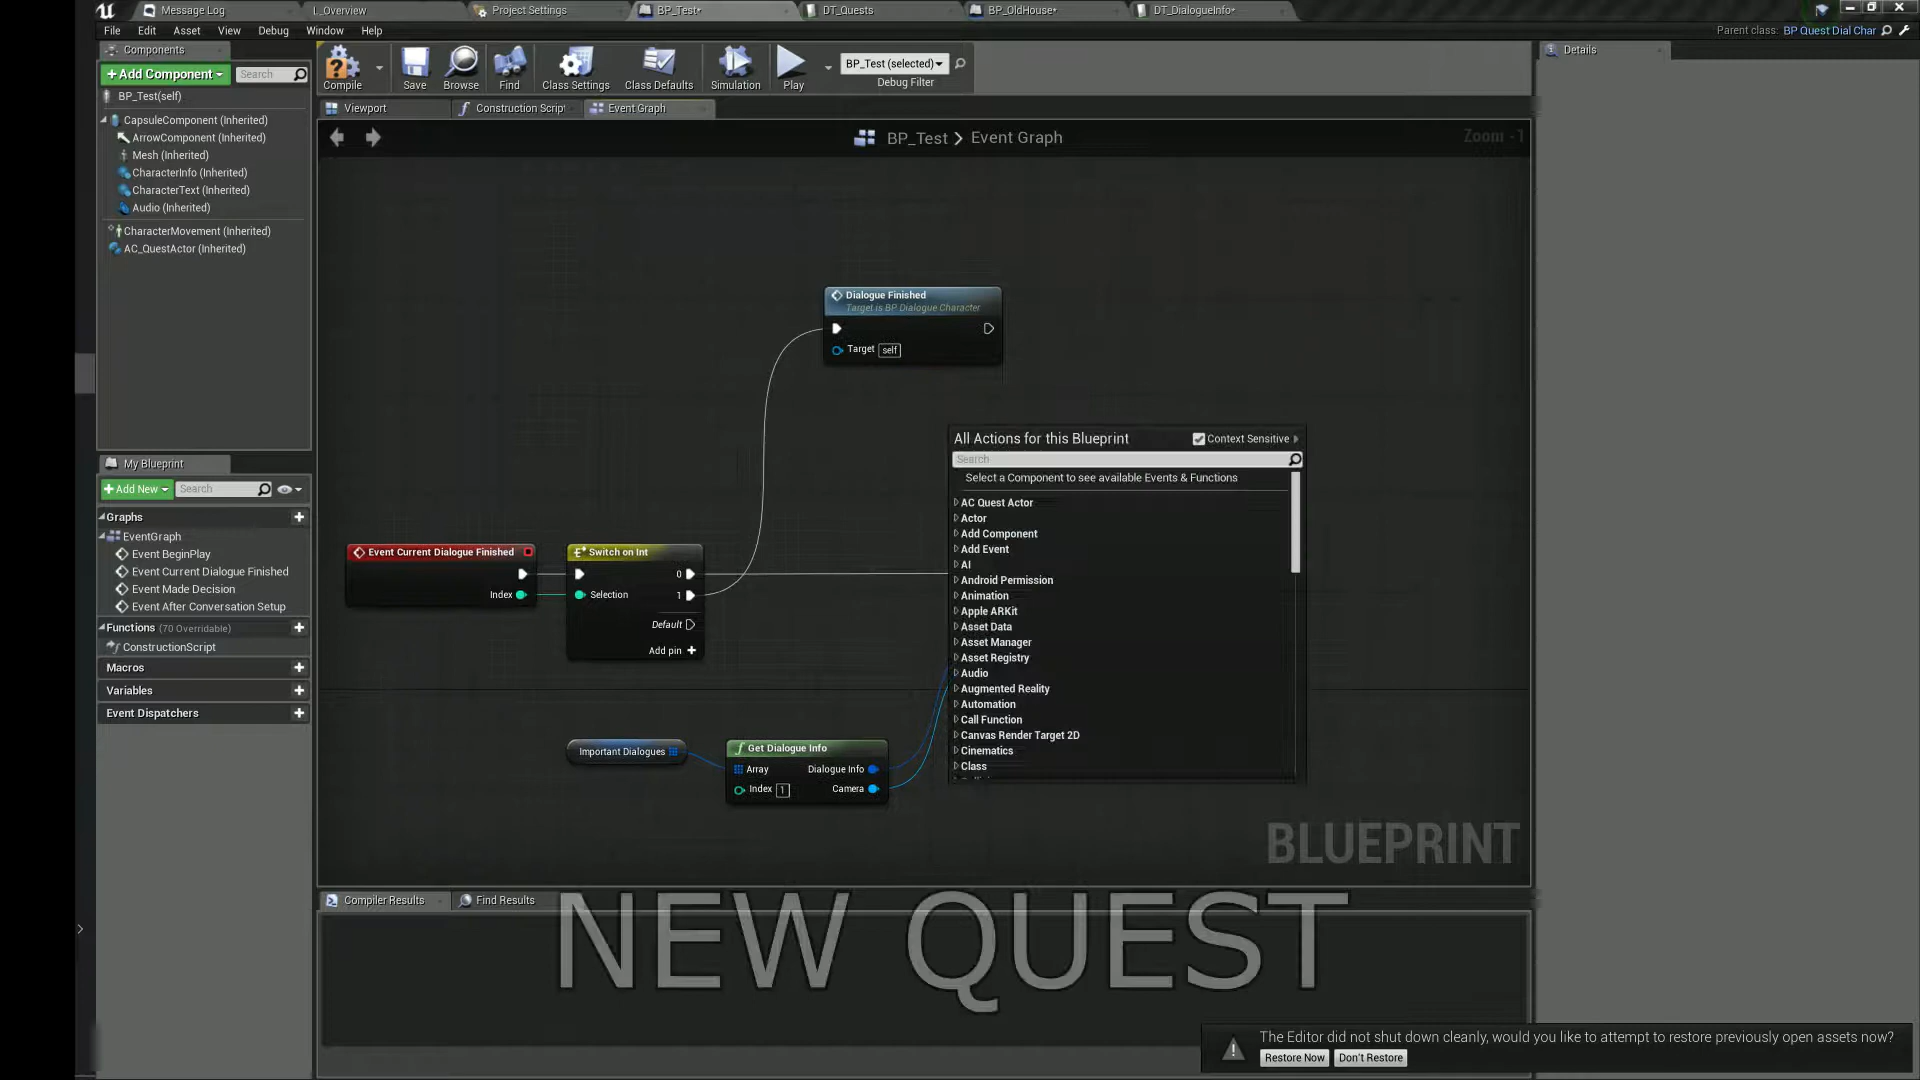 Message Log
L_Overview
Project Settings
BP_Test*
DT_Quests
BP_OldHouse*
DT_DialogueInfo*
File Edit Asset View Debug Window Help
Parent class: BP Quest Dial Char
Components
Details
Add Component
Search
Compile
Save
Browse
Find
Class Settings
Class Defaults
Simulation
Play
BP_Test (selected)
Debug Filter
BP_Test(self)
Viewport
Construction Scrip
Event Graph
CapsuleComponent (Inherited)
ArrowComponent (Inherited)
Mesh (Inherited)
CharacterInfo (Inherited)
CharacterText (Inherited)
Audio (Inherited)
CharacterMovement (Inherited)
AC_QuestActor (Inherited)
BP_Test > Event Graph
Zoom -1
Dialogue Finished
Target is BP Dialogue Character
Target self
All Actions for this Blueprint
Context Sensitive
Search
Select a Component to see available Events & Functions
AC Quest Actor
Actor
Add Component
Add Event
AI
Android Permission
Animation
Apple ARKit
Asset Data
Asset Manager
Asset Registry
Audio
Augmented Reality
Automation
Call Function
Canvas Render Target 2D
Cinematics
Class
My Blueprint
Add New
Search
Graphs
EventGraph
Event BeginPlay
Event Current Dialogue Finished
Event Made Decision
Event After Conversation Setup
Functions (70 Overridable)
ConstructionScript
Macros
Variables
Event Dispatchers
Event Current Dialogue Finished
Index
Switch on Int
0
Selection 1
Default
Add pin
Important Dialogues
Get Dialogue Info
Array Dialogue Info
Index 1 Camera
BLUEPRINT
Compiler Results
Find Results
NEW QUEST
The Editor did not shut down cleanly, would you like to attempt to restore previously open assets now?
Restore Now
Don't Restore